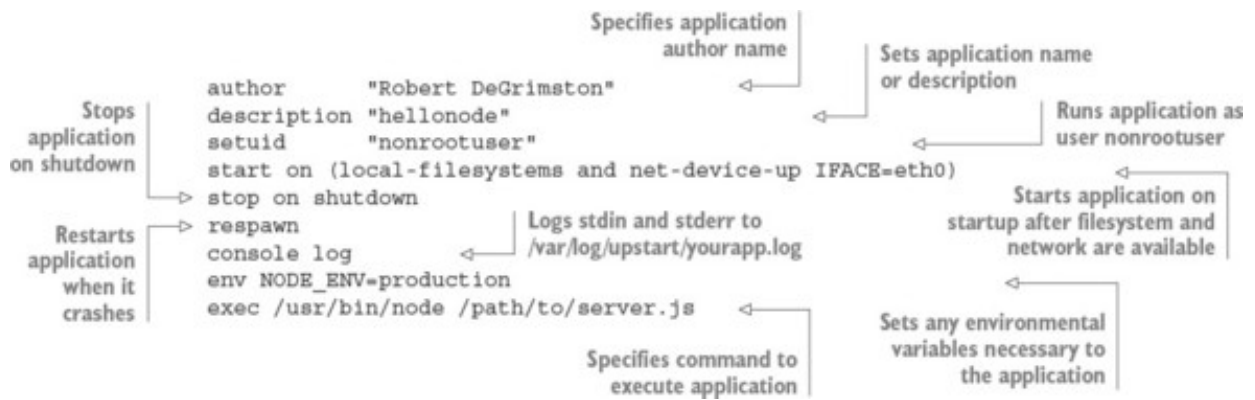 Specifies application
author name
Sets application name
or description
author "Robert DeGrimston"
Stops
application
on shutdown
description "hellonode"
Runs application as
user nonrootuser
setuid "nonrootuser"
start on (local-filesystems and net-device-up IFACE=eth0)
Starts application on
startup after filesystem and
network are available
stop on shutdown
Restarts
application
when it
crashes
respawn
Logs stdin and stderr to
/var/log/upstart/yourapp.log
console log
env NODE_ENV=production
Sets any environmental
variables necessary to
the application
exec /usr/bin/node /path/to/server.js
Specifies command to
execute application